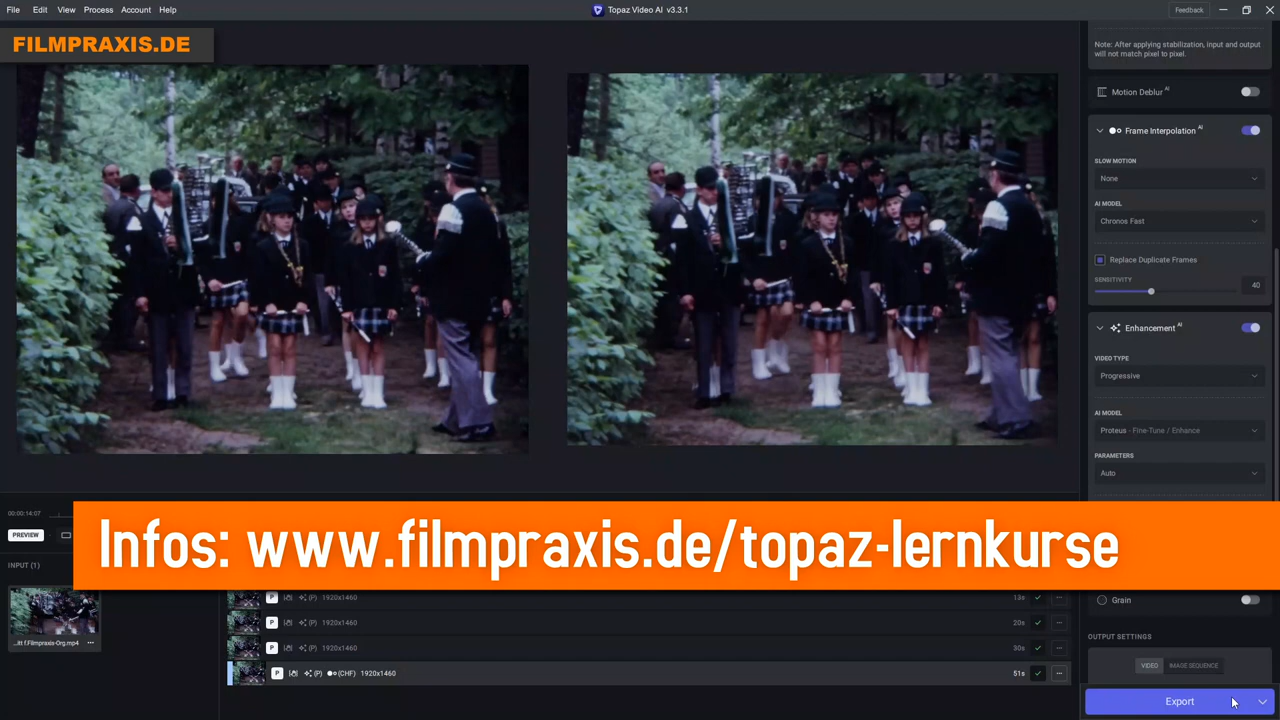 File Edit View Process Account Help
Topaz Video AI v3.3.1
Feedback
FILMPRAXIS.DE
Note: After applying stabilization, input and output
will not match pixel to pixel.
Motion Deblur AI
Frame Interpolation AI
SLOW MOTION
None
AI MODEL
Chronos Fast
Replace Duplicate Frames
SENSITIVITY
40
Enhancement AI
VIDEO TYPE
Progressive
AI MODEL
Proteus - Fine-Tune / Enhance
PARAMETERS
Auto
00:00:14:07
PREVIEW
Infos: www.filmpraxis.de/topaz-lernkurse
INPUT (1)
...itt f.Filmpraxis-Org.mp4
P (P) 1920x1460 13s
P (P) 1920x1460 20s
P (P) 1920x1460 30s
P (P) (CHF) 1920x1460 51s
Grain
OUTPUT SETTINGS
VIDEO IMAGE SEQUENCE
Export